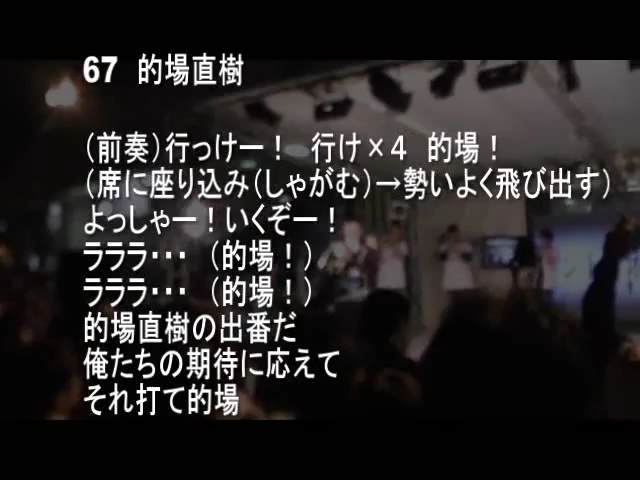 67 的場直樹
（前奏）行っけー！ 行け×4 的場！
（席に座り込み（しゃがむ）→勢いよく飛び出す）
よっしゃー！いくぞー！
ラララ･･･ （的場！）
ラララ･･･ （的場！）
的場直樹の出番だ
俺たちの期待に応えて
それ打て的場